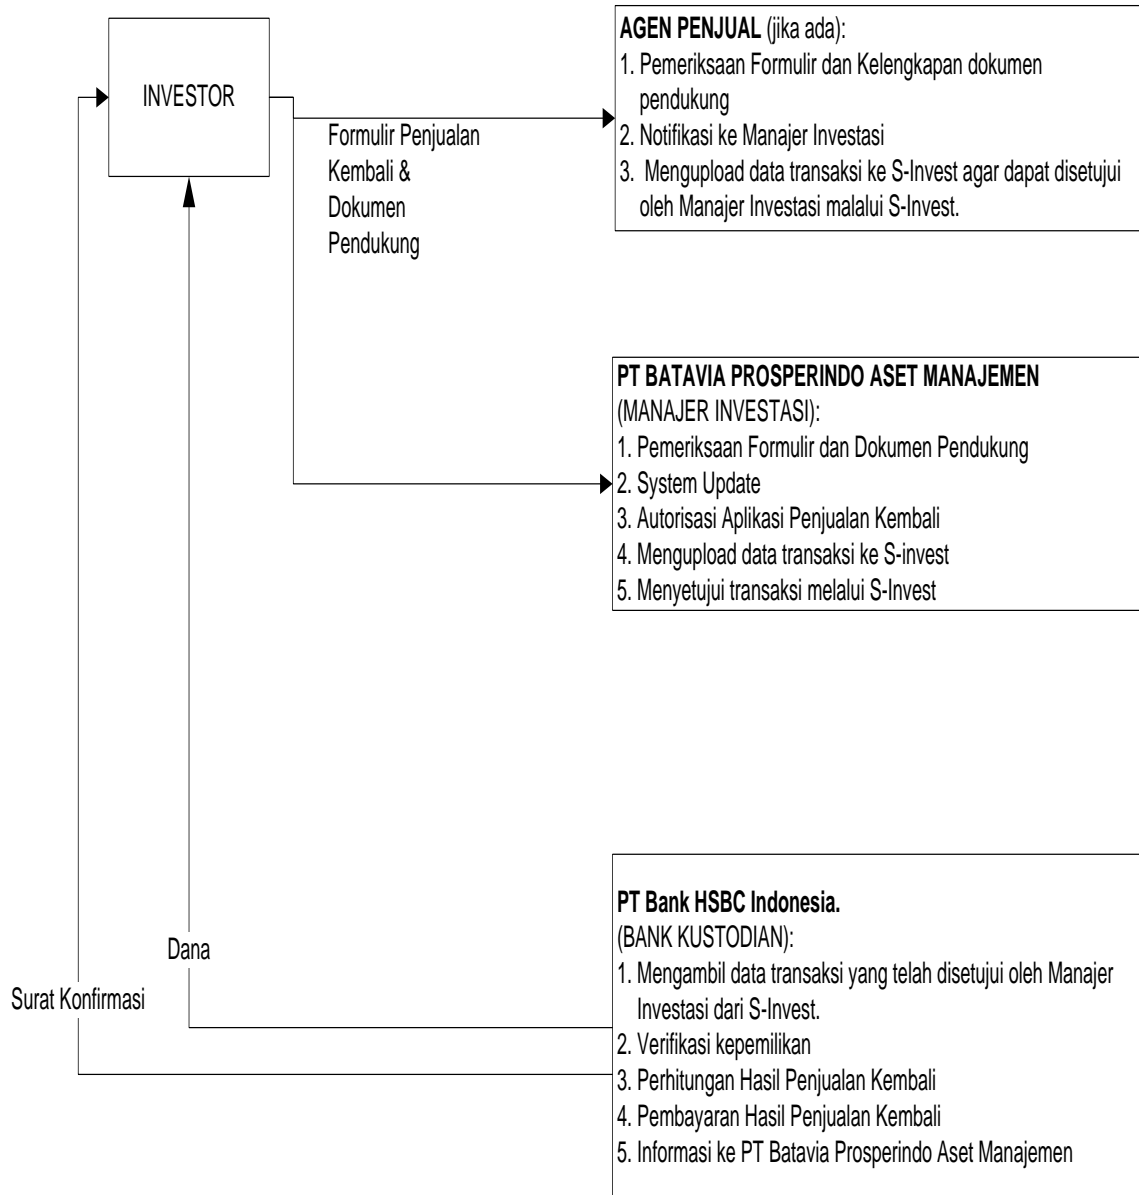 INVESTOR
Formulir Penjualan
Kembali &
Dokumen
Pendukung
AGEN PENJUAL (jika ada):
1. Pemeriksaan Formulir dan Kelengkapan dokumen
pendukung
2. Notifikasi ke Manajer Investasi
3. Mengupload data transaksi ke S-Invest agar dapat disetujui
oleh Manajer Investasi malalui S-Invest.
PT BATAVIA PROSPERINDO ASET MANAJEMEN
(MANAJER INVESTASI):
1. Pemeriksaan Formulir dan Dokumen Pendukung
2. System Update
3. Autorisasi Aplikasi Penjualan Kembali
4. Mengupload data transaksi ke S-invest
5. Menyetujui transaksi melalui S-Invest
Dana
Surat Konfirmasi
PT Bank HSBC Indonesia.
(BANK KUSTODIAN):
1. Mengambil data transaksi yang telah disetujui oleh Manajer
Investasi dari S-Invest.
2. Verifikasi kepemilikan
3. Perhitungan Hasil Penjualan Kembali
4. Pembayaran Hasil Penjualan Kembali
5. Informasi ke PT Batavia Prosperindo Aset Manajemen